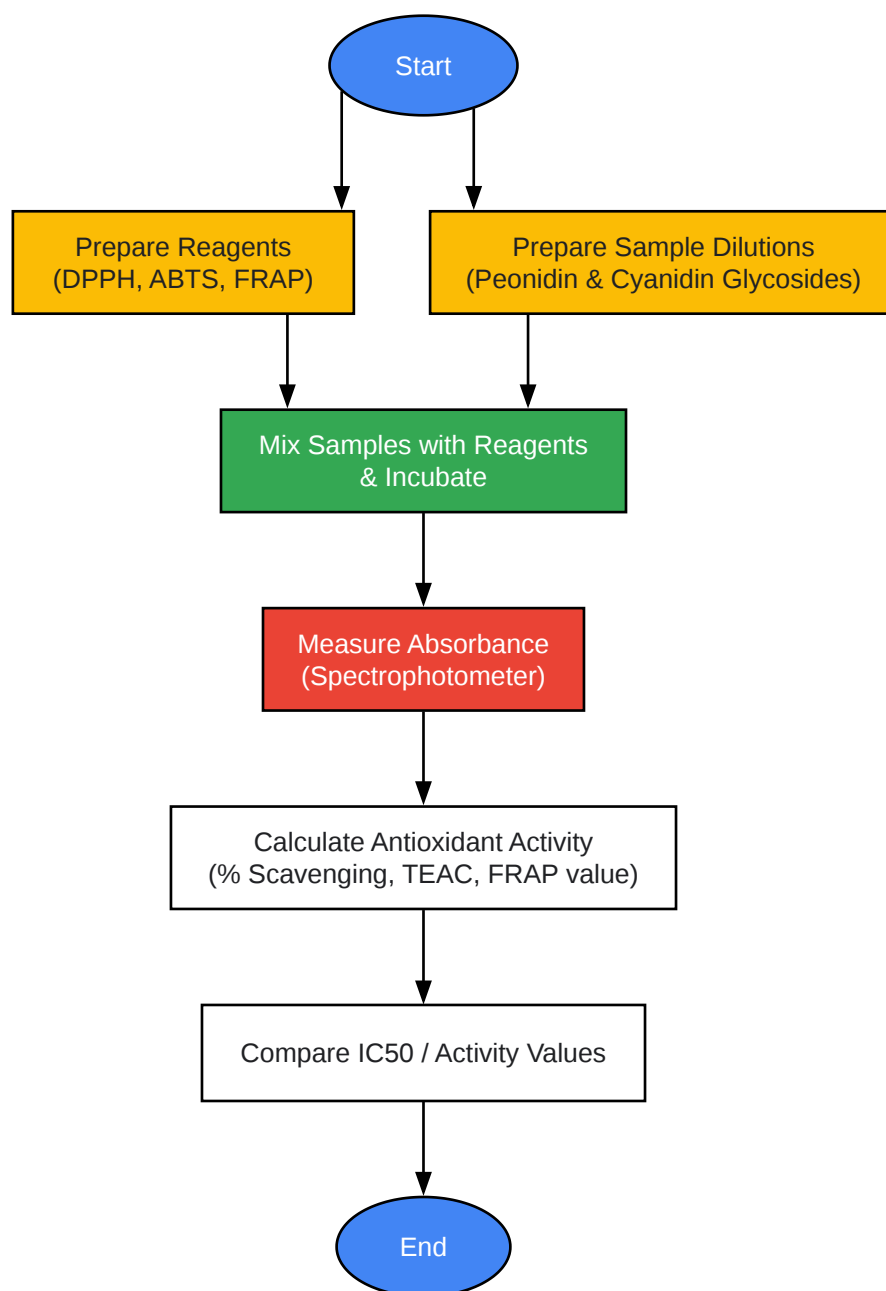 Start
Prepare Reagents
(DPPH, ABTS, FRAP)
Prepare Sample Dilutions
(Peonidin & Cyanidin Glycosides)
Mix Samples with Reagents
& Incubate
Measure Absorbance
(Spectrophotometer)
Calculate Antioxidant Activity
(% Scavenging, TEAC, FRAP value)
Compare IC50 / Activity Values
End